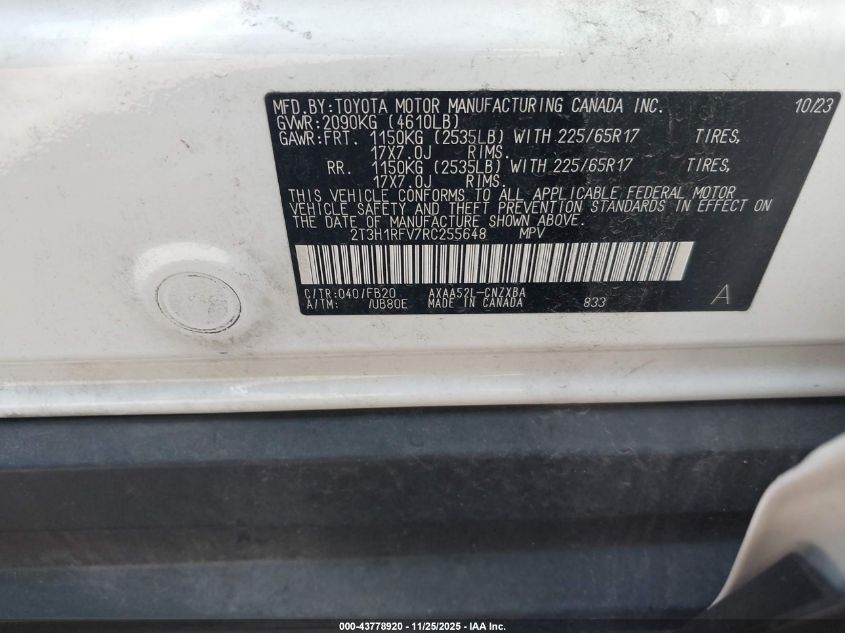 MFD.BY:TOYOTA MOTOR MANUFACTURING CANADA INC. 10/23
GVWR:2090KG (4610LB)
GAWR:FRT. 1150KG (2535LB) WITH 225/65R17 TIRES,
17X7.0J RIMS.
RR. 1150KG (2535LB) WITH 225/65R17 TIRES,
17X7.0J RIMS.
THIS VEHICLE CONFORMS TO ALL APPLICABLE FEDERAL MOTOR
VEHICLE SAFETY AND THEFT PREVENTION STANDARDS IN EFFECT ON
THE DATE OF MANUFACTURE SHOWN ABOVE.
2T3H1RFV7RC255648 MPV
C/TR:040/FB20 AXAA52L-CNZXBA
A/TM: /UB80E MADE IN CANADA 833 A
000-43778920 - 11/25/2025 - IAA Inc.